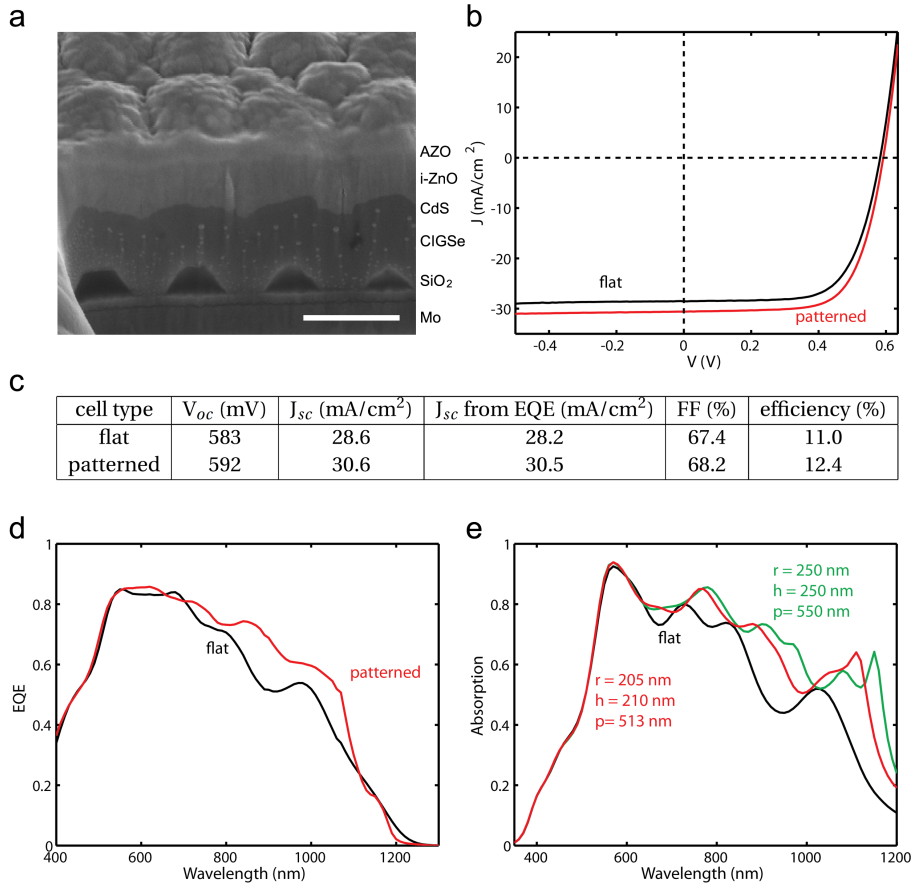 a
AZO
i-ZnO
CdS
CIGSe
SiO₂
Mo
b
20
10
0
-10
-20
-30
J (mA/cm²)
flat
patterned
-0.4
-0.2
0
0.2
0.4
0.6
V (V)
c
cell type V_oc (mV) J_sc (mA/cm²) J_sc from EQE (mA/cm²) FF (%) efficiency (%)
flat 583 28.6 28.2 67.4 11.0
patterned 592 30.6 30.5 68.2 12.4
d
1
0.8
0.6
0.4
0.2
0
EQE
flat
patterned
400
600
800
1000
1200
Wavelength (nm)
e
1
0.8
0.6
0.4
0.2
0
Absorption
r = 250 nm
h = 250 nm
p= 550 nm
flat
r = 205 nm
h = 210 nm
p= 513 nm
400
600
800
1000
1200
Wavelength (nm)